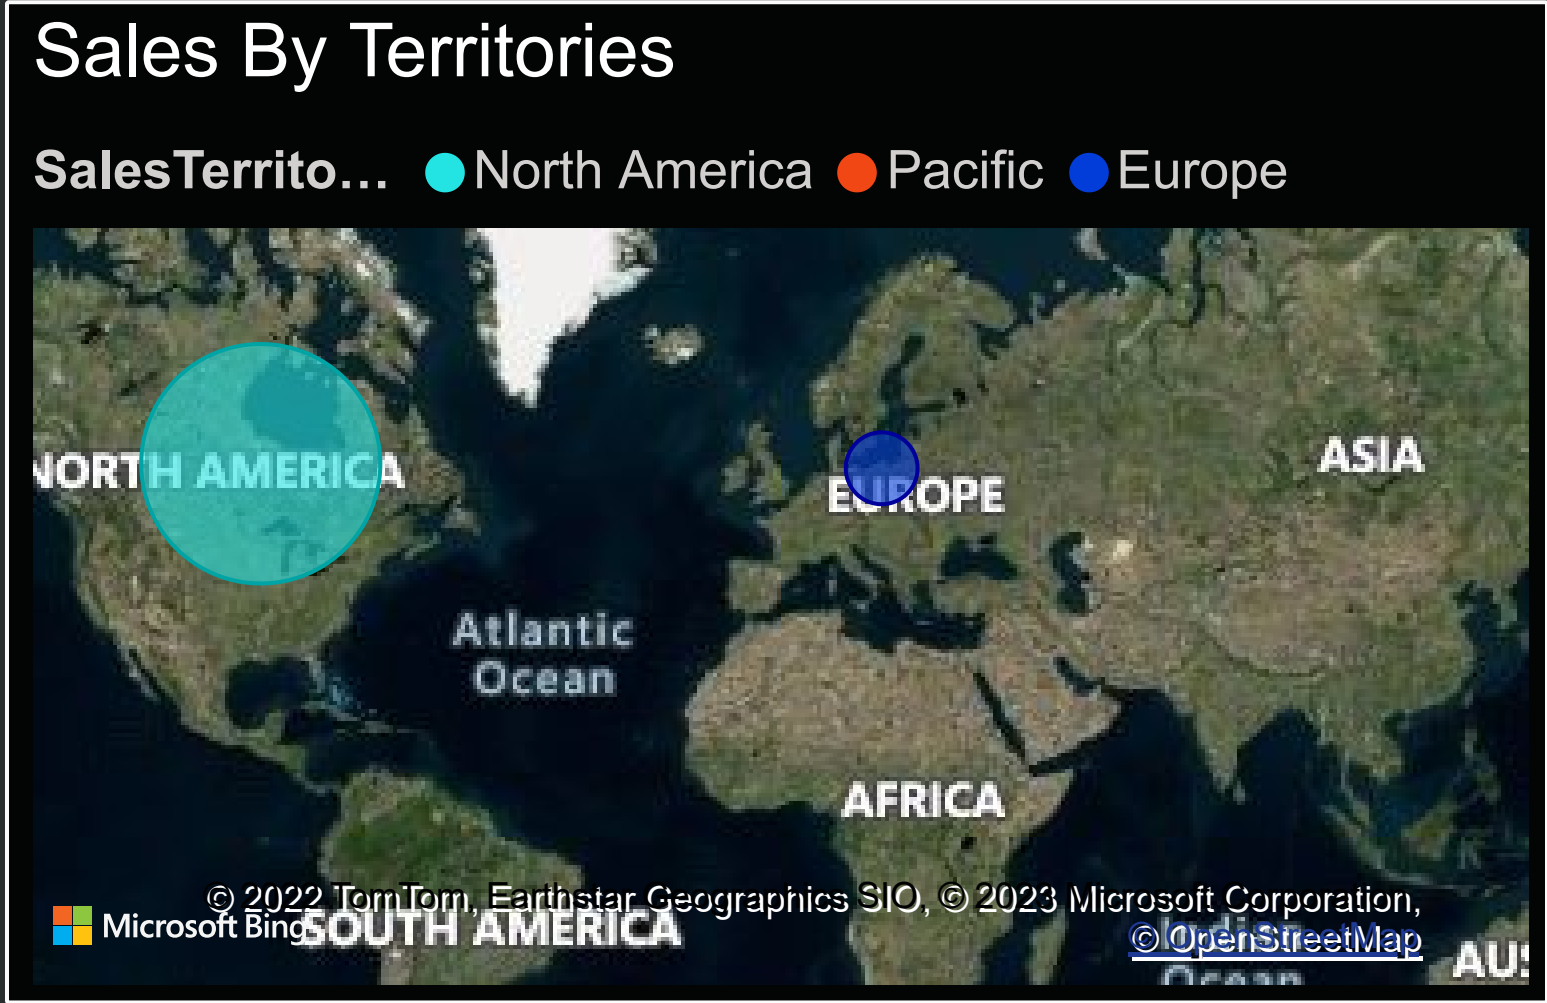 Sales By Territories
SalesTerrito... North America Pacific Europe
NORTH AMERICA
EUROPE
ASIA
Atlantic
Ocean
AFRICA
© 2022 TomTom, Earthstar Geographics SIO, © 2023 Microsoft Corporation,
Microsoft Bing
SOUTH AMERICA
© OpenStreetMap
AUS
Ocean